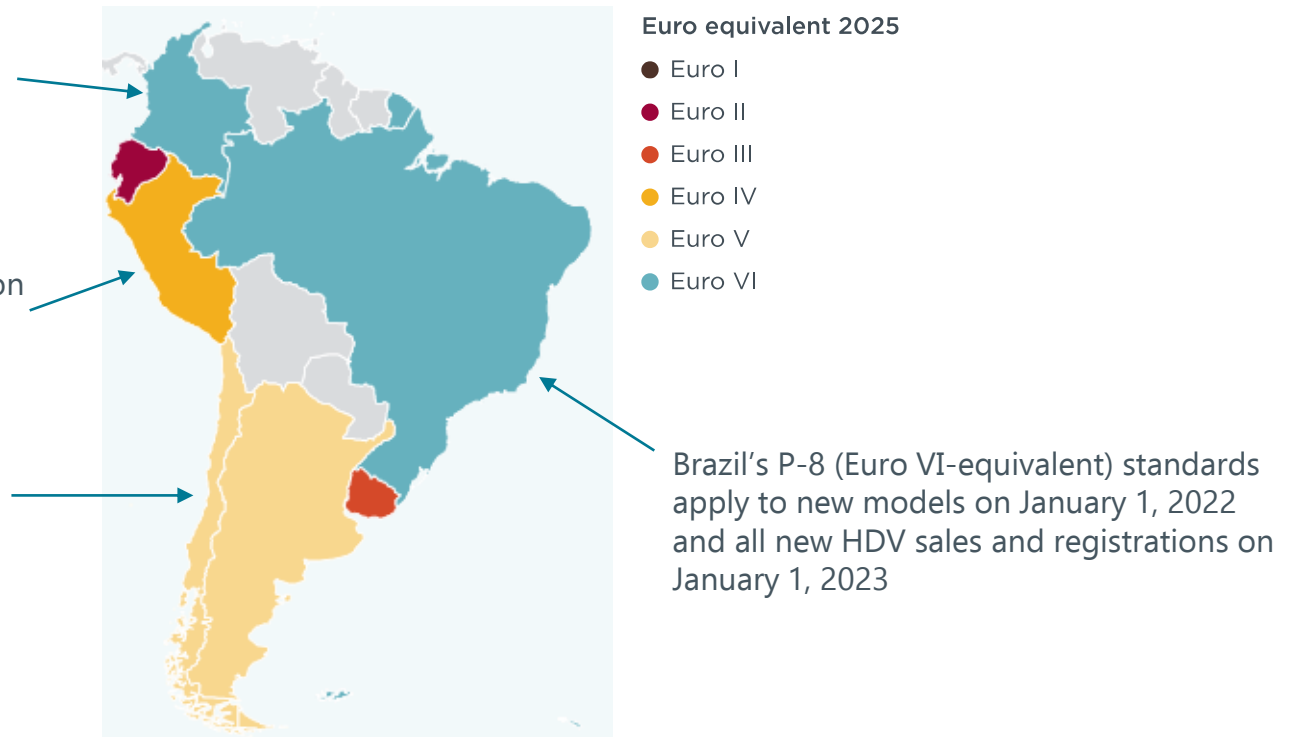 Euro equivalent 2025
Euro I
Euro II
Euro III
Euro IV
Euro V
Euro VI
on
Brazil's P-8 (Euro VI-equivalent) standards
apply to new models on January 1, 2022
and all new HDV sales and registrations on
January 1, 2023